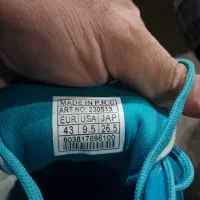 MADE IN P.R.C
ART NO: 230513
EUR USA JAP
43 9.5 26.5
803817698100